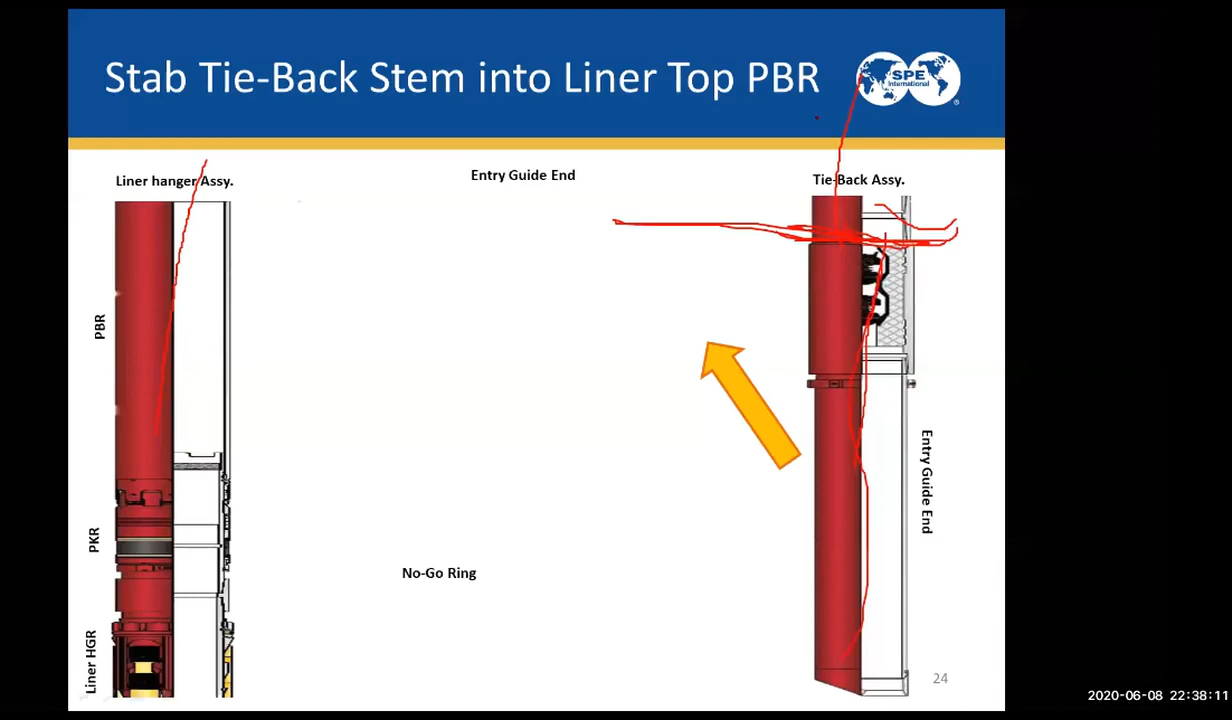 Stab Tie-Back Stem into Liner Top PBR
SPE
International
Entry Guide End
Liner hanger Assy.
Tie-Back Assy.
PBR
Entry Guide End
PKR
No-Go Ring
Liner HGR
24
2020-06-08 22:38:11